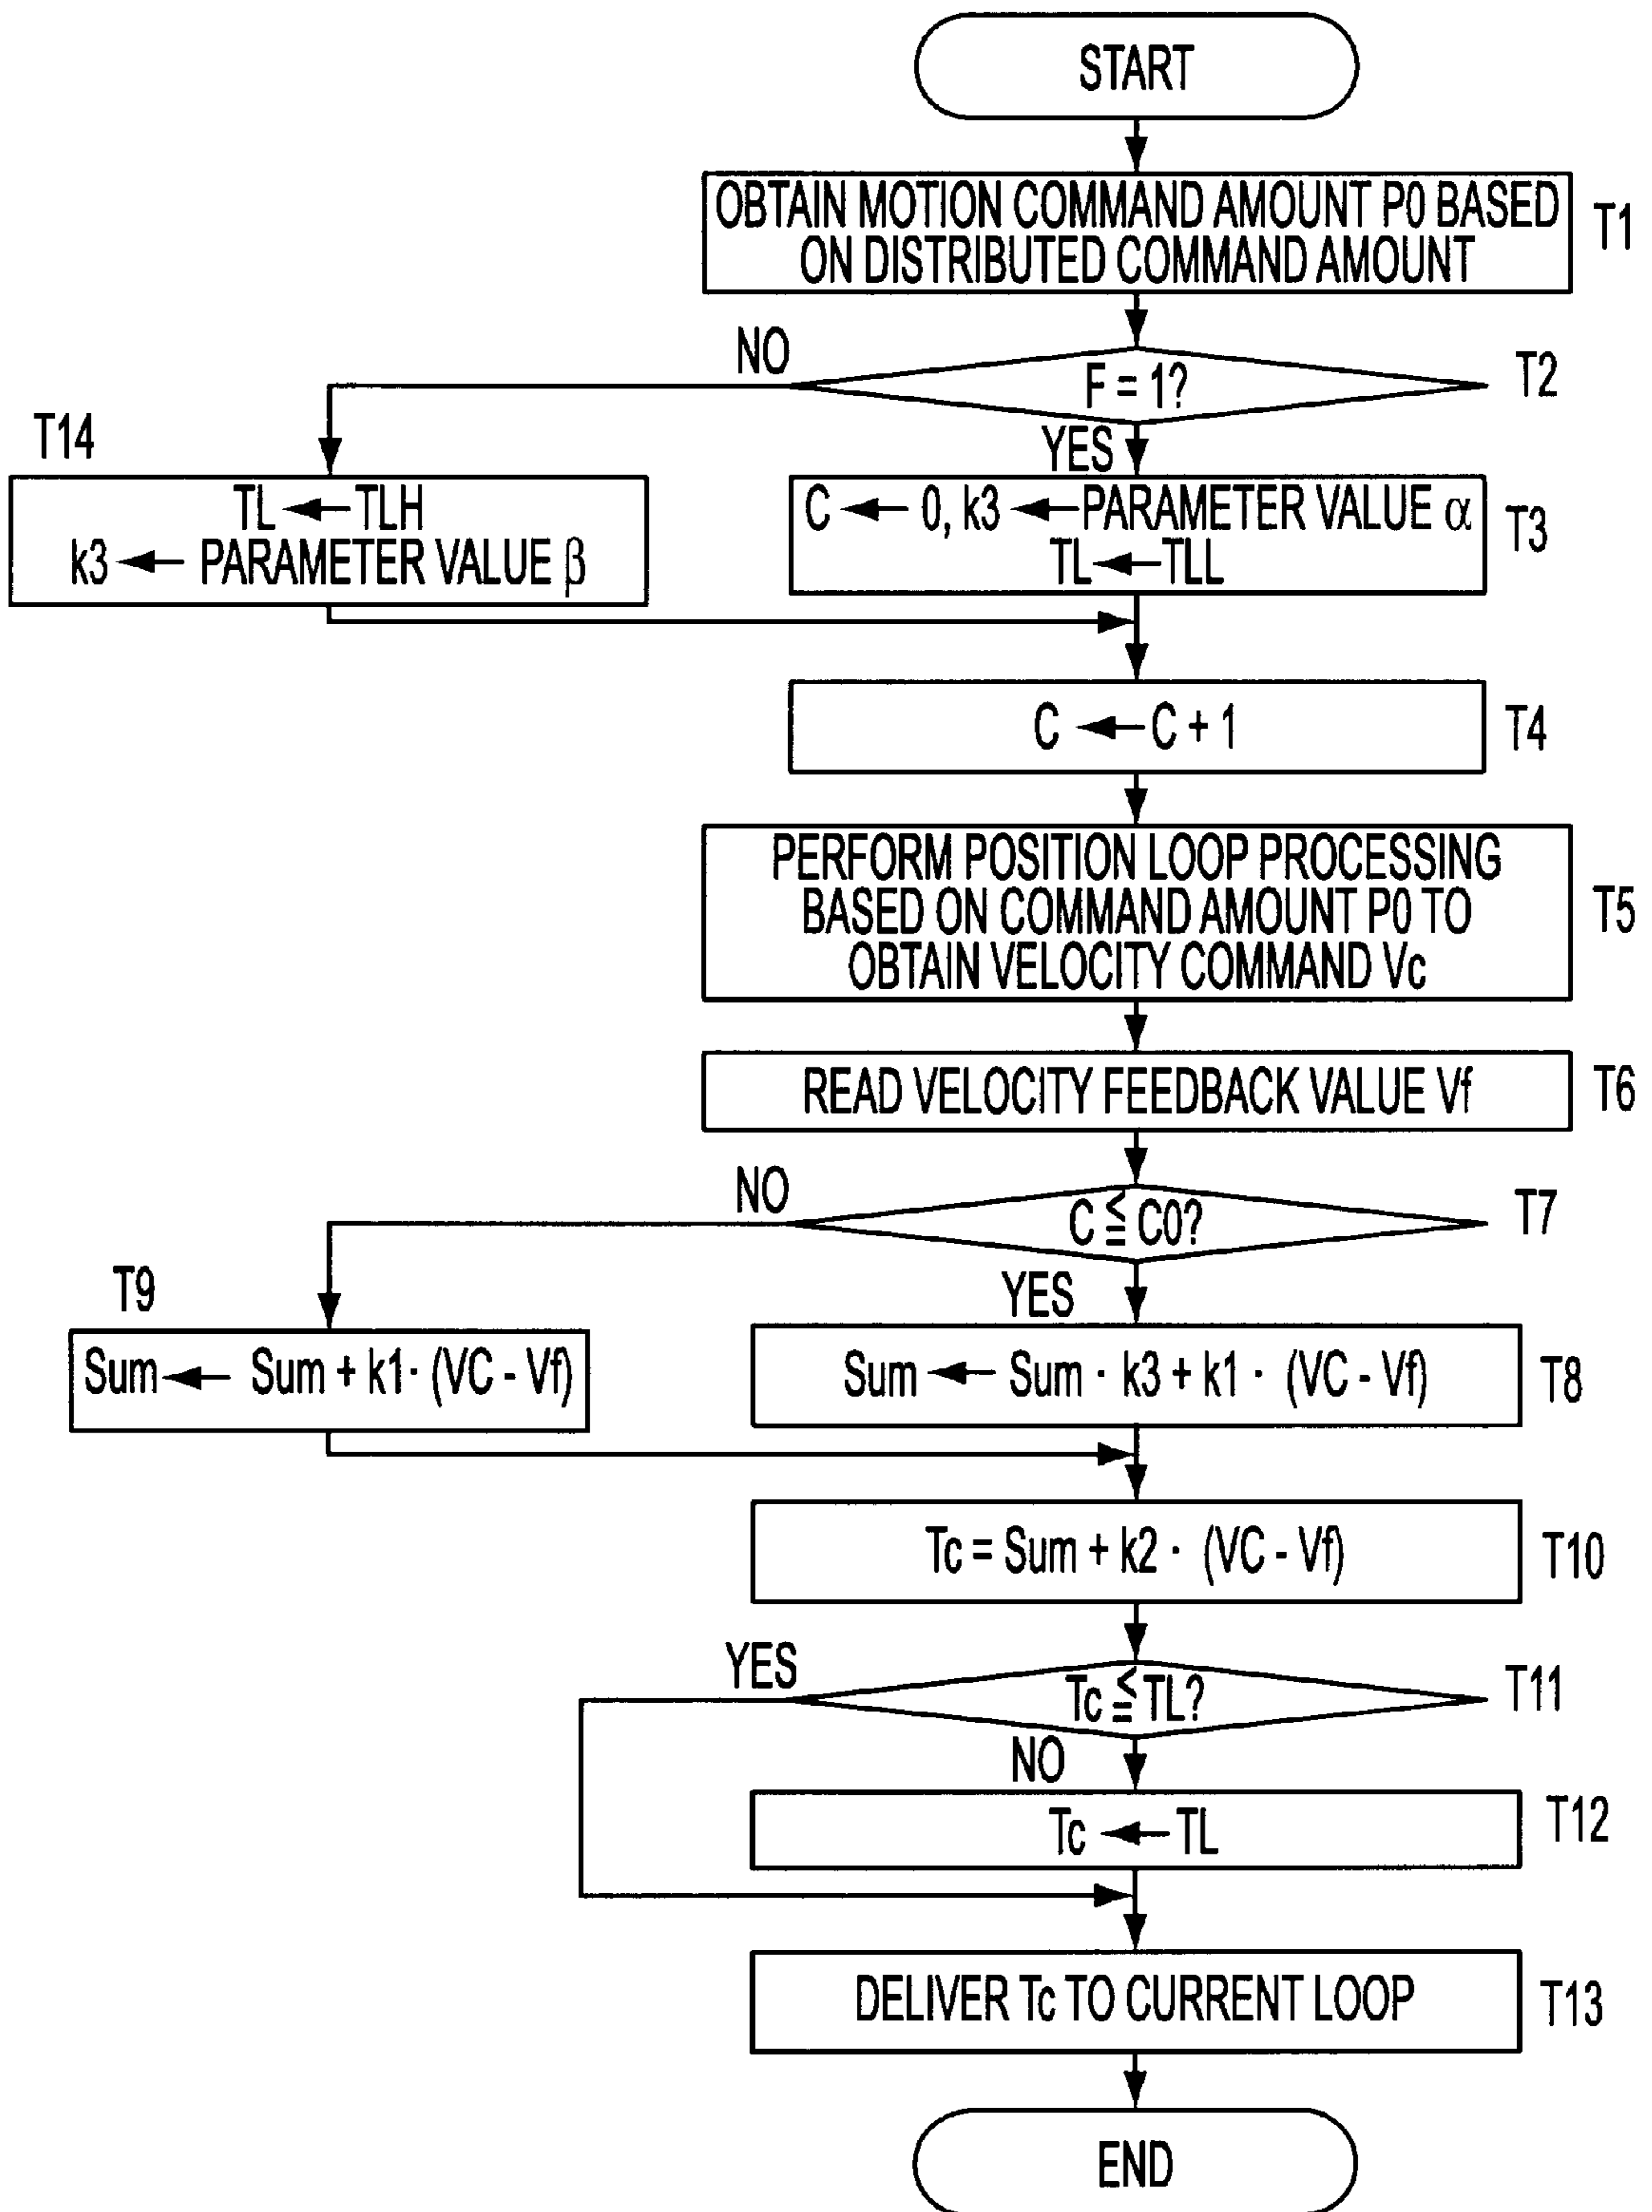 START
OBTAIN MOTION COMMAND AMOUNT P0 BASED
ON DISTRIBUTED COMMAND AMOUNT
T1
NO
F = 1?
T2
YES
T14
TL ← TLH
k3 ← PARAMETER VALUE β
C ← 0, k3 ← PARAMETER VALUE α
TL ← TLL
T3
C ← C + 1
T4
PERFORM POSITION LOOP PROCESSING
BASED ON COMMAND AMOUNT P0 TO
OBTAIN VELOCITY COMMAND Vc
T5
READ VELOCITY FEEDBACK VALUE Vf
T6
NO
C ≦ C0?
T7
YES
T9
Sum ← Sum + k1· (VC - Vf)
Sum ← Sum · k3 + k1 · (VC - Vf)
T8
Tc = Sum + k2 · (VC - Vf)
T10
YES
Tc ≦ TL?
T11
NO
Tc ← TL
T12
DELIVER Tc TO CURRENT LOOP
T13
END